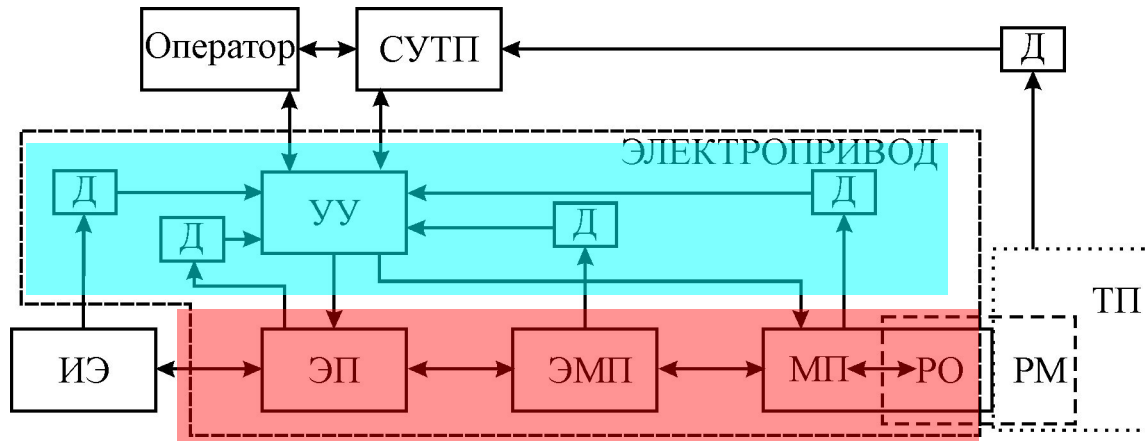 Оператор
СУТП
Д
ЭЛЕКТРОПРИВОД
Д
УУ
Д
Д
Д
ТП
ИЭ
ЭП
ЭМП
МП
РО
РМ